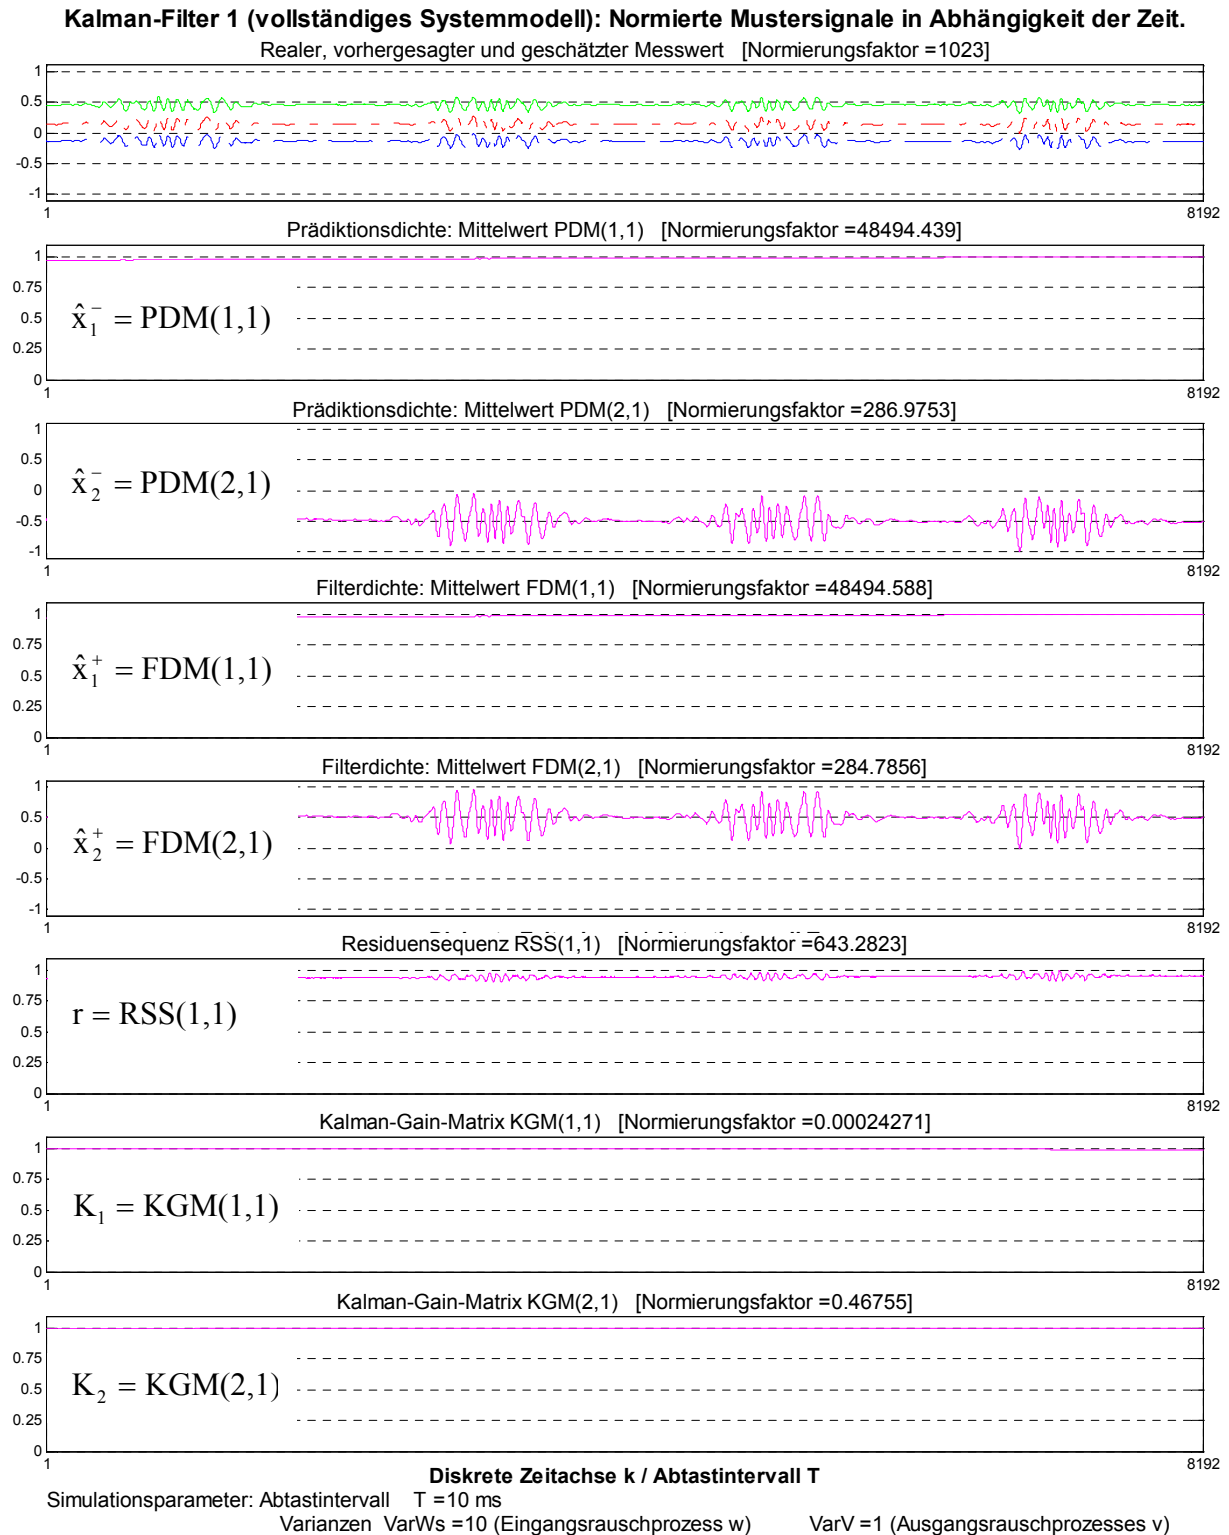 Kalman-Filter 1 (vollständiges Systemmodell): Normierte Mustersignale in Abhängigkeit der Zeit.
Realer, vorhergesagter und geschätzter Messwert [Normierungsfaktor =1023]
1
0.5
0
-0.5
-1
1 8192
Prädiktionsdichte: Mittelwert PDM(1,1) [Normierungsfaktor =48494.439]
1
0.75
0.5
0.25
0
x̂₁⁻ = PDM(1,1)
1 8192
Prädiktionsdichte: Mittelwert PDM(2,1) [Normierungsfaktor =286.9753]
1
0.5
0
-0.5
-1
x̂₂⁻ = PDM(2,1)
1 8192
Filterdichte: Mittelwert FDM(1,1) [Normierungsfaktor =48494.588]
1
0.75
0.5
0.25
0
x̂₁⁺ = FDM(1,1)
1 8192
Filterdichte: Mittelwert FDM(2,1) [Normierungsfaktor =284.7856]
1
0.5
0
-0.5
-1
x̂₂⁺ = FDM(2,1)
1 8192
Residuensequenz RSS(1,1) [Normierungsfaktor =643.2823]
1
0.75
0.5
0.25
0
r = RSS(1,1)
1 8192
Kalman-Gain-Matrix KGM(1,1) [Normierungsfaktor =0.00024271]
1
0.75
0.5
0.25
0
K₁ = KGM(1,1)
1 8192
Kalman-Gain-Matrix KGM(2,1) [Normierungsfaktor =0.46755]
1
0.75
0.5
0.25
0
K₂ = KGM(2,1)
1 8192
Diskrete Zeitachse k / Abtastintervall T
Simulationsparameter: Abtastintervall T =10 ms
Varianzen VarWs =10 (Eingangsrauschprozess w) VarV =1 (Ausgangsrauschprozesses v)